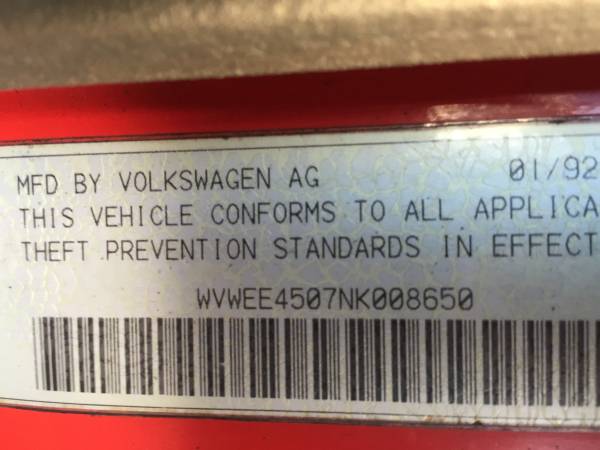 MFD BY VOLKSWAGEN AG 01/92
THIS VEHICLE CONFORMS TO ALL APPLICA
THEFT PREVENTION STANDARDS IN EFFECT
WVWEE4507NK008650